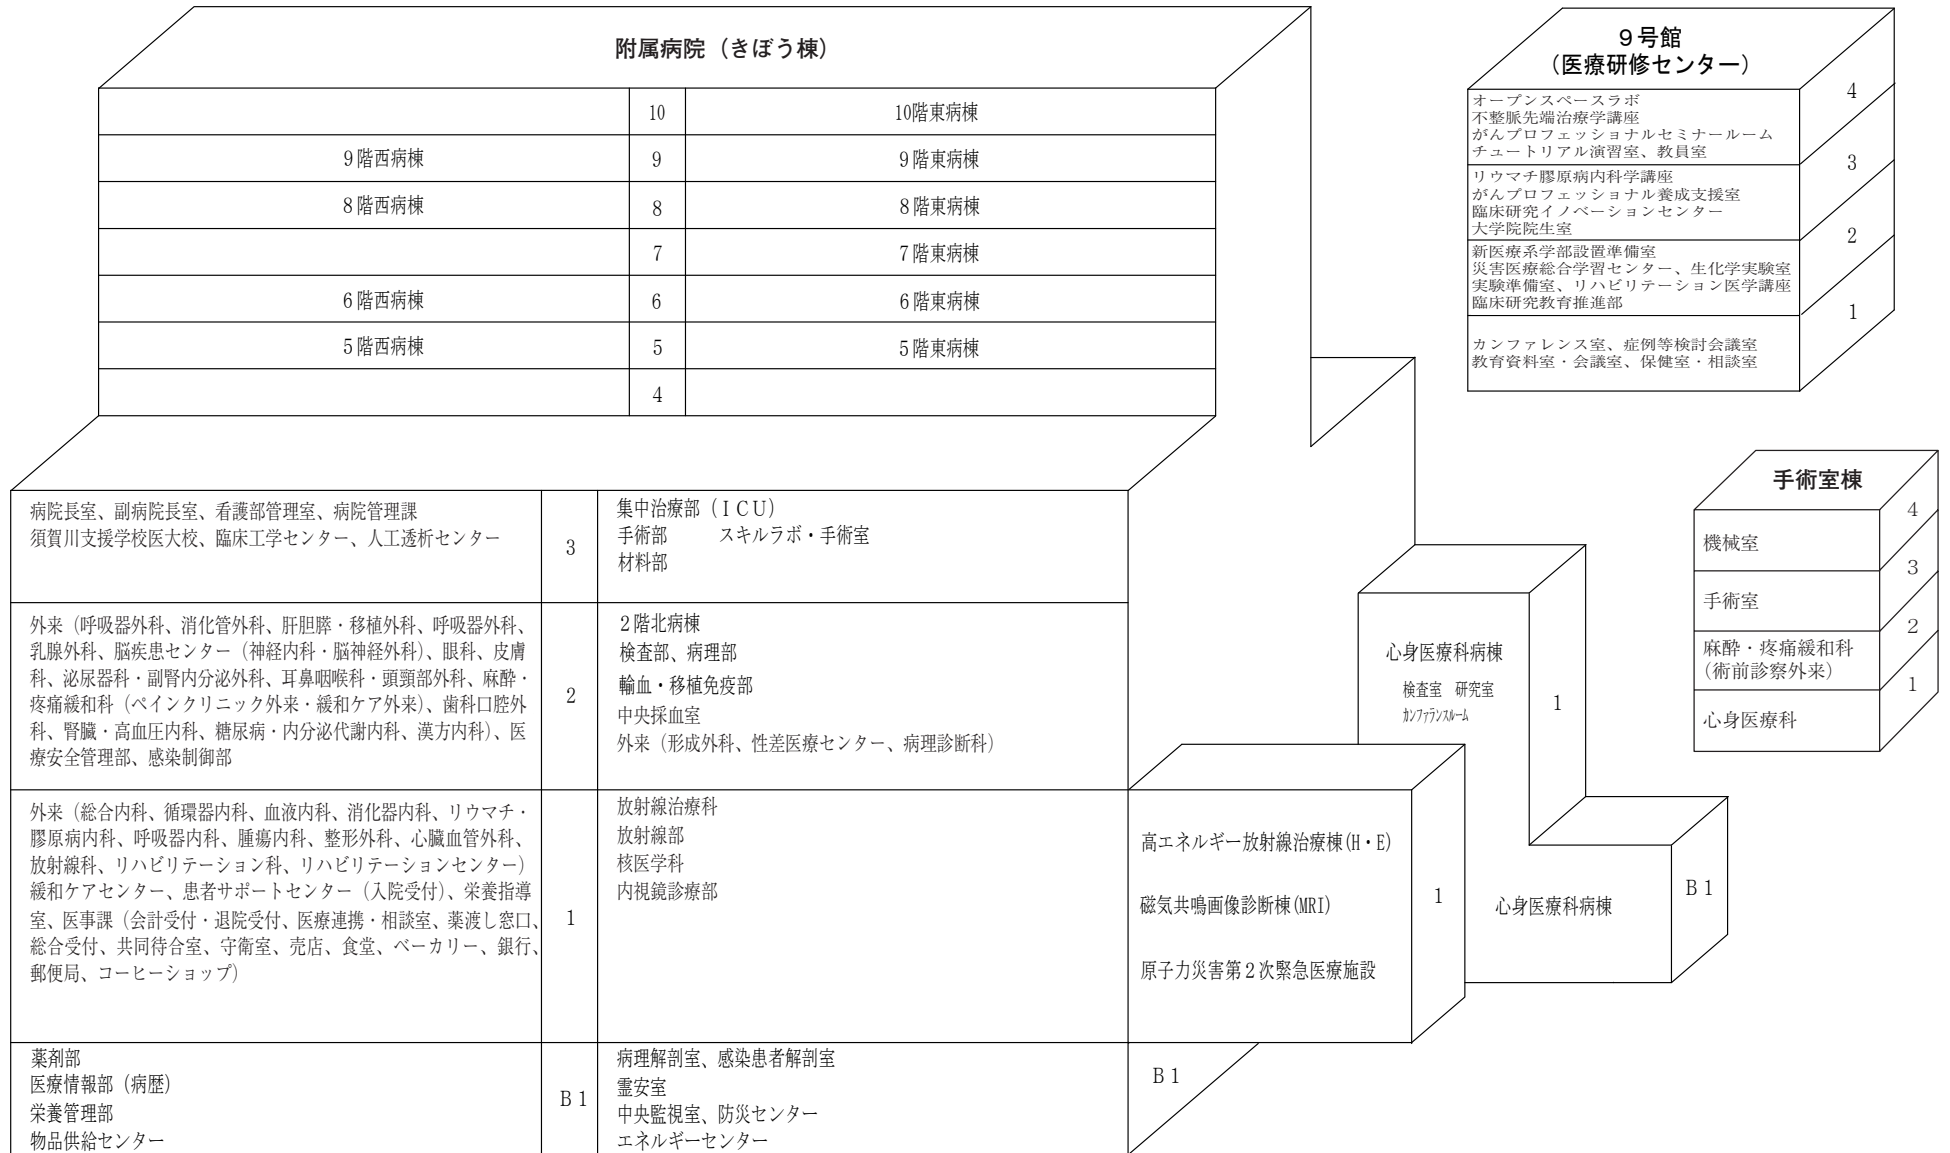 附属病院（きぼう棟）
10
10階東病棟
9階西病棟
9
9階東病棟
8階西病棟
8
8階東病棟
7
7階東病棟
6階西病棟
6
6階東病棟
5階西病棟
5
5階東病棟
4
病院長室、副病院長室、看護部管理室、病院管理課
須賀川支援学校医大校、臨床工学センター、人工透析センター
3
集中治療部（ＩＣＵ）
手術部　　スキルラボ・手術室
材料部
外来（呼吸器外科、消化管外科、肝胆膵・移植外科、呼吸器外科、
乳腺外科、脳疾患センター（神経内科・脳神経外科）、眼科、皮膚
科、泌尿器科・副腎内分泌外科、耳鼻咽喉科・頭頸部外科、麻酔・
疼痛緩和科（ペインクリニック外来・緩和ケア外来）、歯科口腔外
科、腎臓・高血圧内科、糖尿病・内分泌代謝内科、漢方内科）、医
療安全管理部、感染制御部
2
2階北病棟
検査部、病理部
輸血・移植免疫部
中央採血室
外来（形成外科、性差医療センター、病理診断科）
外来（総合内科、循環器内科、血液内科、消化器内科、リウマチ・
膠原病内科、呼吸器内科、腫瘍内科、整形外科、心臓血管外科、
放射線科、リハビリテーション科、リハビリテーションセンター）
緩和ケアセンター、患者サポートセンター（入院受付）、栄養指導
室、医事課（会計受付・退院受付、医療連携・相談室、薬渡し窓口、
総合受付、共同待合室、守衛室、売店、食堂、ベーカリー、銀行、
郵便局、コーヒーショップ）
1
放射線治療科
放射線部
核医学科
内視鏡診療部
薬剤部
医療情報部（病歴）
栄養管理部
物品供給センター
B1
病理解剖室、感染患者解剖室
霊安室
中央監視室、防災センター
エネルギーセンター
B1
高エネルギー放射線治療棟(H・E)
磁気共鳴画像診断棟(MRI)
原子力災害第２次緊急医療施設
1
心身医療科病棟
検査室　研究室
カンファランスルーム
1
心身医療科病棟
B1
９号館
（医療研修センター）
オープンスペースラボ
不整脈先端治療学講座
がんプロフェッショナルセミナールーム
チュートリアル演習室、教員室
4
リウマチ膠原病内科学講座
がんプロフェッショナル養成支援室
臨床研究イノベーションセンター
大学院院生室
3
新医療系学部設置準備室
災害医療総合学習センター、生化学実験室
実験準備室、リハビリテーション医学講座
臨床研究教育推進部
2
カンファレンス室、症例等検討会議室
教育資料室・会議室、保健室・相談室
1
手術室棟
機械室
4
手術室
3
麻酔・疼痛緩和科
(術前診察外来)
2
心身医療科
1